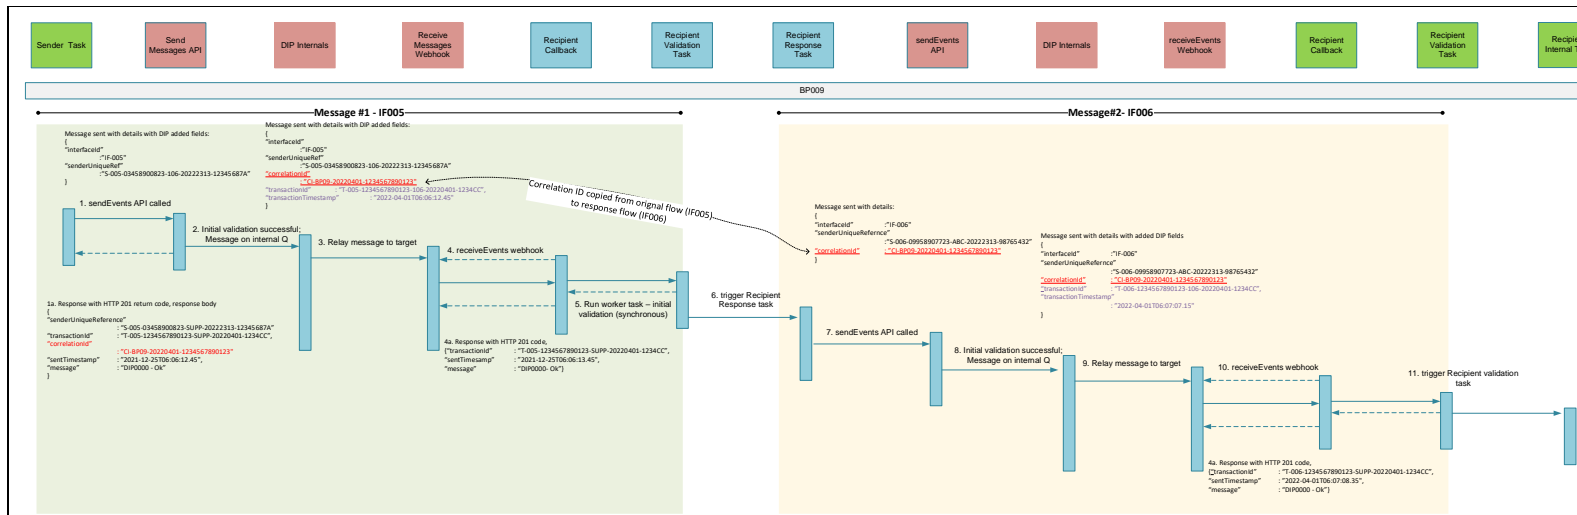 Sender Task
Send
Messages API
DIP Internals
Receive
Messages
Webhook
Recipient
Callback
Recipient
Validation
Task
Recipient
Response
Task
sendEvents
API
DIP Internals
receiveEvents
Webhook
Recipient
Callback
Recipient
Validation
Task
BP009
Message #1 - IF005
Message#2- IF006
Message sent with details with DIP added fields:
{
"interfaceId"
:"IF-005"
"senderUniqueRef"
:"S-005-03458900823-106-20222313-12345687A"
}
Message sent with details with DIP added fields:
{
"interfaceId"
:"IF-005"
"senderUniqueRef"
:"S-005-03458900823-106-20222313-12345687A"
"correlationId"
: "CI-BP09-20220401-1234567890123"
"transactionId" : "T-005-1234567890123-106-20220401-1234CC",
"transactionTimestamp" : "2022-04-01T06:06:12.45"
}
Correlation ID copied from orignal flow (IF005)
to response flow (IF006)
1. sendEvents API called
2. Initial validation successful;
Message on internal Q
3. Relay message to target
4. receiveEvents webhook
5. Run worker task – initial
validation (synchronous)
6. trigger Recipient
Response task
1a. Response with HTTP 201 return code, response body
{
"senderUniqueReference"
: "S-005-03458900823-SUPP-20222313-12345687A"
"transactionId" : "T-005-1234567890123-SUPP-20220401-1234CC",
"correlationId"
: "CI-BP09-20220401-1234567890123"
"sentTimestamp" : "2021-12-25T06:06:12.45",
"message" : "DIP0000 - Ok"
}
4a. Response with HTTP 201 code,
{"transactionId" : "T-005-1234567890123-SUPP-20220401-1234CC",
"sentTimesamp" : "2021-12-25T06:06:13.45",
"message" : "DIP0000- Ok"}
Message sent with details:
{
"interfaceId" :"IF-006"
"senderUniqueRefernce"
:"S-006-09958907723-ABC-20222313-98765432"
"correlationId" : "CI-BP09-20220401-1234567890123"
}
Message sent with details with added DIP fields
{
"interfaceId" :"IF-006"
"senderUniqueRefernce"
:"S-006-09958907723-ABC-20222313-98765432"
"correlationId" : "CI-BP09-20220401-1234567890123"
"transactionId" : "T-006-1234567890123-106-20220401-1234CC",
"transactionTimestamp"
: "2022-04-01T06:07:07.15"
}
7. sendEvents API called
8. Initial validation successful;
Message on internal Q
9. Relay message to target
10. receiveEvents webhook
11. trigger Recipient validation
task
4a. Response with HTTP 201 code,
{"transactionId" : "T-006-1234567890123-SUPP-20220401-1234CC",
"sentTimestamp" : "2022-04-01T06:07:08.35",
"message" : "DIP0000 - Ok"}